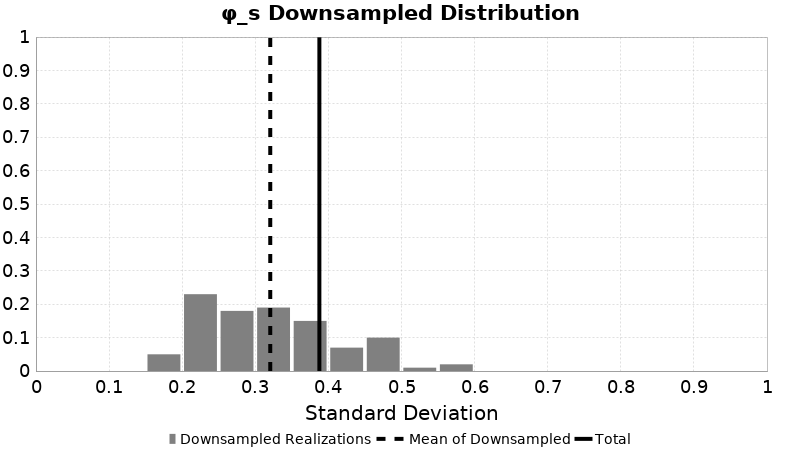 φ_s Downsampled Distribution
1
0.9
0.8
0.7
0.6
0.5
0.4
0.3
0.2
0.1
0
0 0.1 0.2 0.3 0.4 0.5 0.6 0.7 0.8 0.9 1
Standard Deviation
Downsampled Realizations Mean of Downsampled Total